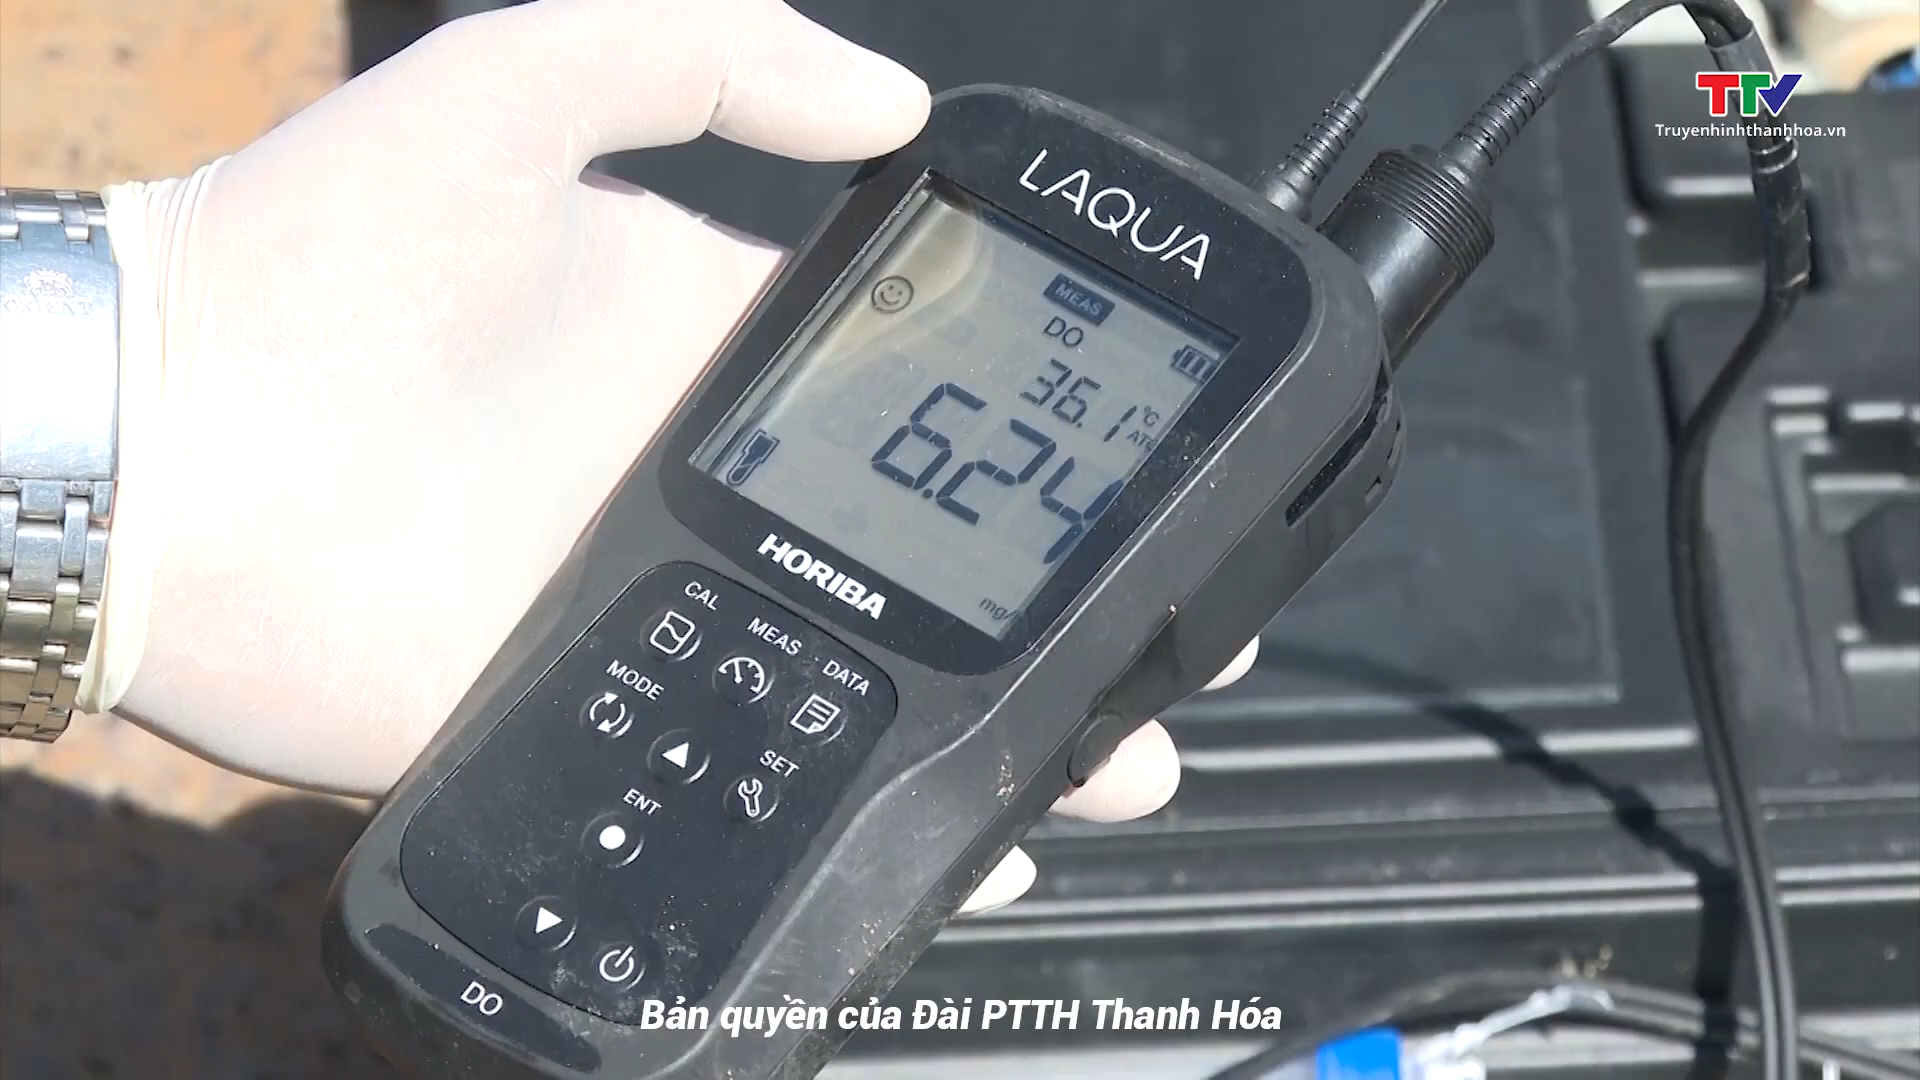 TTV
Truyenhinhthanhhoa.vn
LAQUA
MEAS
DO
36.1 °C
ATC
6.24
mg/
HORIBA
CAL
MEAS
DATA
MODE
SET
ENT
DO
Bản quyền của Đài PTTH Thanh Hóa